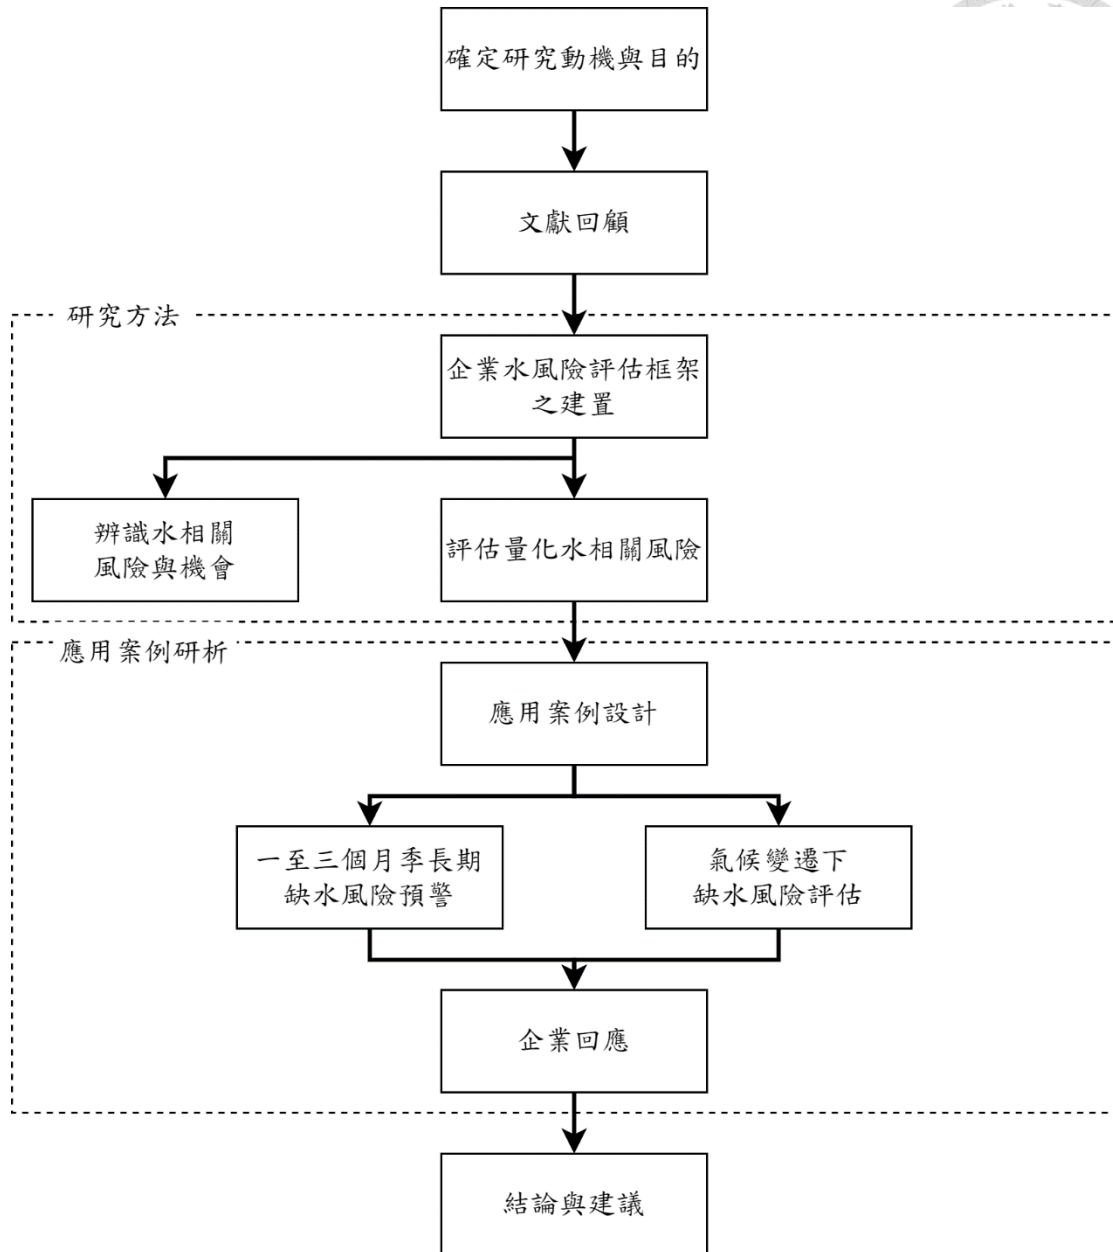 確定研究動機與目的
文獻回顧
研究方法
企業水風險評估框架
之建置
辨識水相關
風險與機會
評估量化水相關風險
應用案例研析
應用案例設計
一至三個月季長期
缺水風險預警
氣候變遷下
缺水風險評估
企業回應
結論與建議